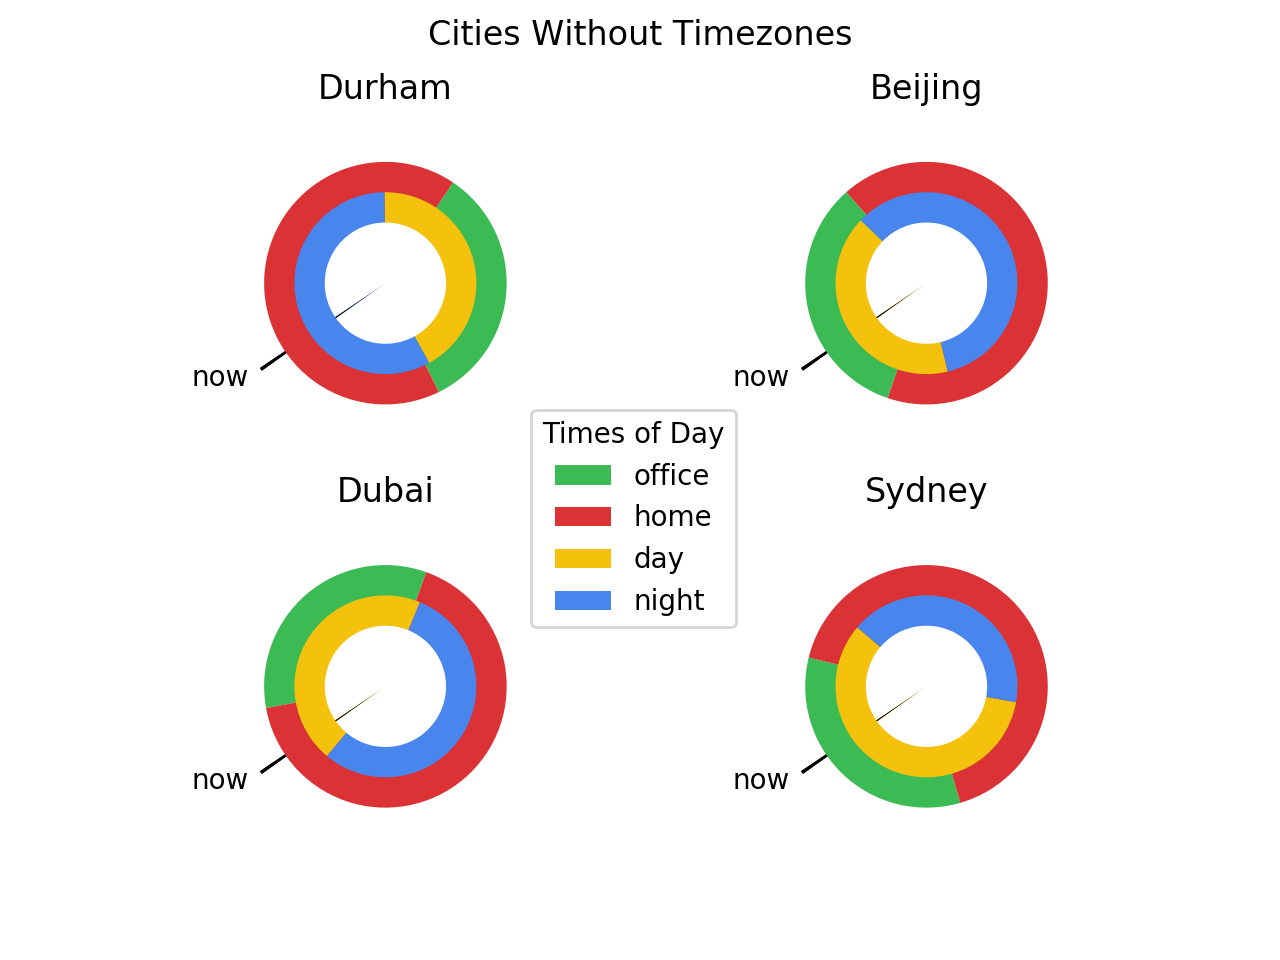 Cities Without Timezones
Durham
Beijing
now
now
Times of Day
office
home
day
night
Dubai
Sydney
now
now